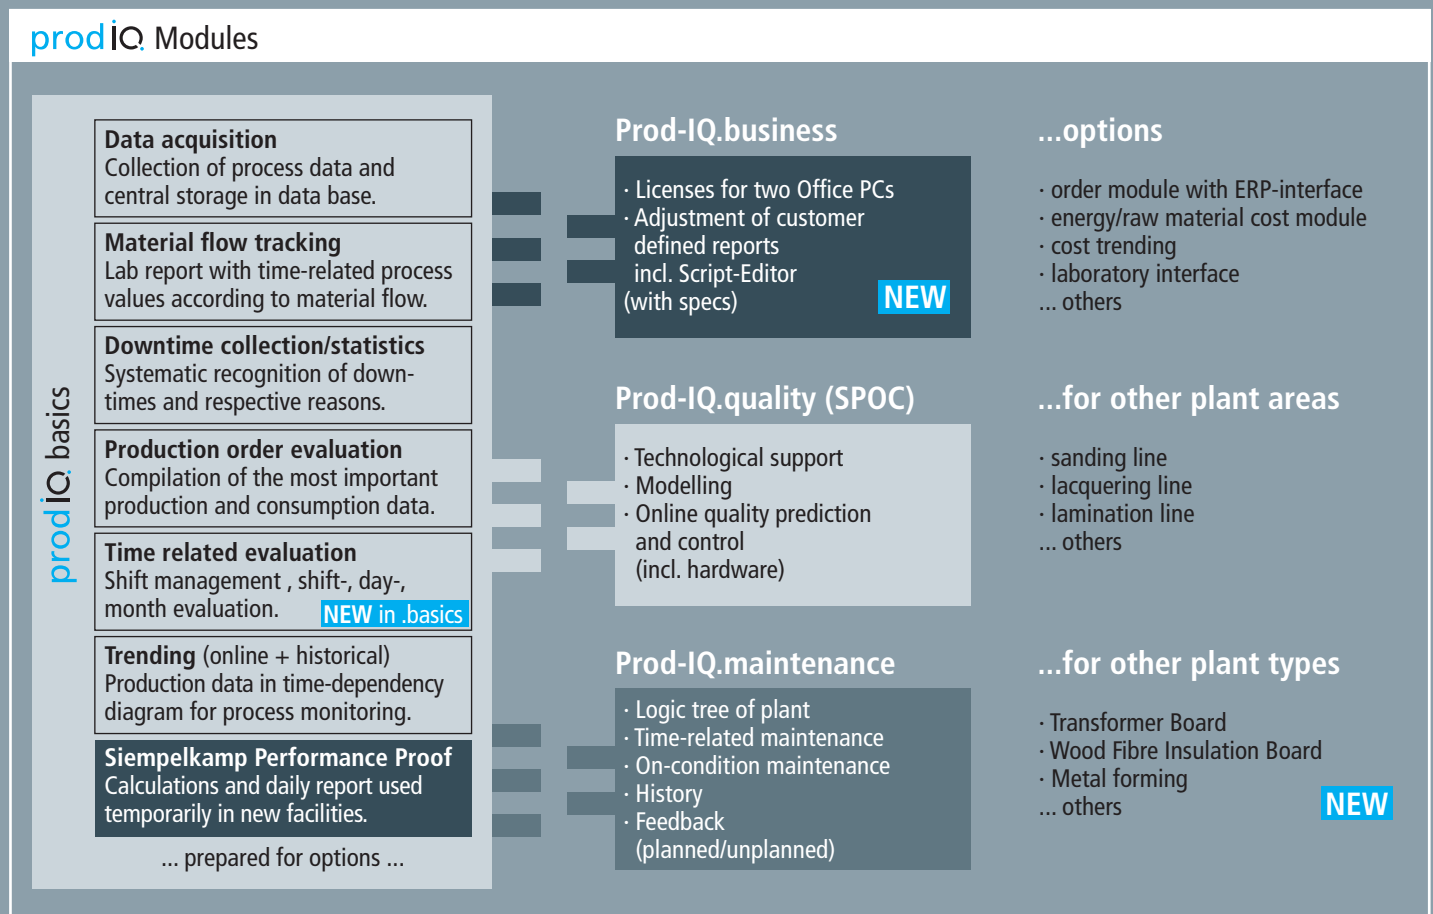 prod IQ Modules
prod IQ basics
Data acquisition
Collection of process data and
central storage in data base.
Material flow tracking
Lab report with time-related process
values according to material flow.
Downtime collection/statistics
Systematic recognition of down-
times and respective reasons.
Production order evaluation
Compilation of the most important
production and consumption data.
Time related evaluation
Shift management , shift-, day-,
month evaluation.
NEW in .basics
Trending (online + historical)
Production data in time-dependency
diagram for process monitoring.
Siempelkamp Performance Proof
Calculations and daily report used
temporarily in new facilities.
... prepared for options ...
Prod-IQ.business
· Licenses for two Office PCs
· Adjustment of customer
defined reports
incl. Script-Editor
(with specs)
NEW
Prod-IQ.quality (SPOC)
· Technological support
· Modelling
· Online quality prediction
and control
(incl. hardware)
Prod-IQ.maintenance
· Logic tree of plant
· Time-related maintenance
· On-condition maintenance
· History
· Feedback
(planned/unplanned)
...options
· order module with ERP-interface
· energy/raw material cost module
· cost trending
· laboratory interface
... others
...for other plant areas
· sanding line
· lacquering line
· lamination line
... others
...for other plant types
· Transformer Board
· Wood Fibre Insulation Board
· Metal forming
... others
NEW